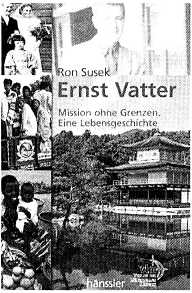 Ron Susek
Ernst Vatter
Mission ohne Grenzen.
Eine Lebensgeschichte
hänssler